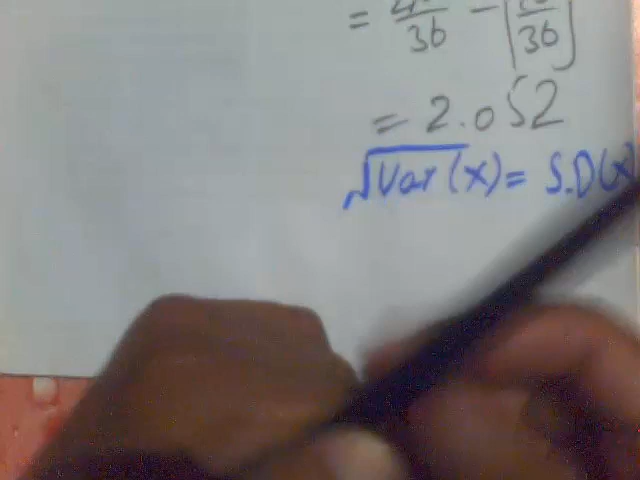 = /36 - [ /36]
= 2.052
√Var(x) = S.D(x)